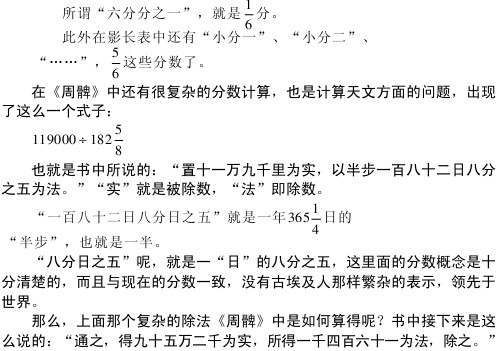 所谓“六分分之一”，就是1/6分。
此外在影长表中还有“小分一”、“小分二”、
“……”，5/6这些分数了。
在《周髀》中还有很复杂的分数计算，也是计算天文方面的问题，出现
了这么一个式子：
119000÷182 5/8
也就是书中所说的：“置十一万九千里为实，以半步一百八十二日八分
之五为法。”“实”就是被除数，“法”即除数。
“一百八十二日八分日之五”就是一年365 1/4日的
“半步”，也就是一半。
“八分日之五”呢，就是一“日”的八分之五，这里面的分数概念是十
分清楚的，而且与现在的分数一致，没有古埃及人那样繁杂的表示，领先于
世界。
那么，上面那个复杂的除法《周髀》中是如何算得呢？书中接下来是这
么说的：“通之，得九十五万二千为实，所得一千四百六十一为法，除之。”